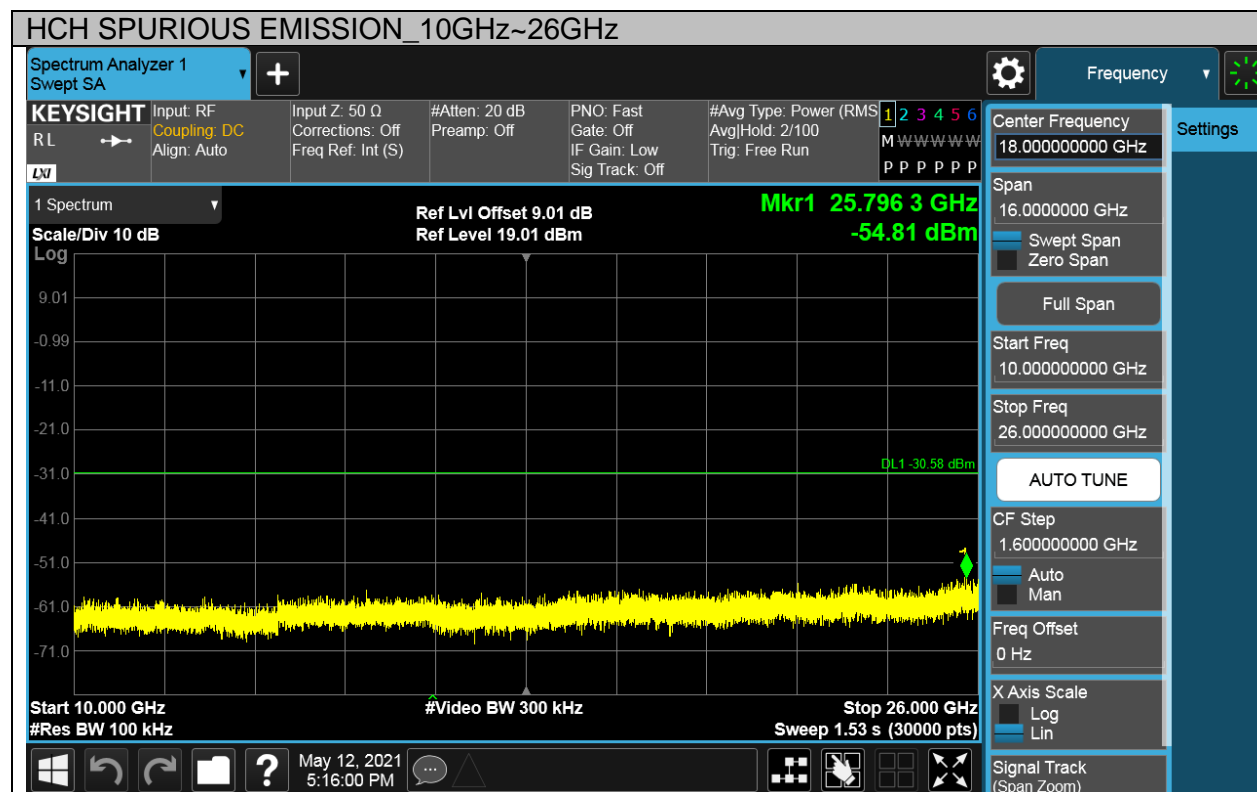 HCH SPURIOUS EMISSION_10GHz~26GHz
Spectrum Analyzer 1
Swept SA
Frequency
KEYSIGHT
R L
LXI
Input: RF
Coupling: DC
Align: Auto
Input Z: 50 Ω
Corrections: Off
Freq Ref: Int (S)
#Atten: 20 dB
Preamp: Off
PNO: Fast
Gate: Off
IF Gain: Low
Sig Track: Off
#Avg Type: Power (RMS
Avg|Hold: 2/100
Trig: Free Run
1 2 3 4 5 6
M W W W W W
P P P P P P
1 Spectrum
Scale/Div 10 dB
Ref Lvl Offset 9.01 dB
Ref Level 19.01 dBm
Mkr1 25.796 3 GHz
-54.81 dBm
Log
9.01
-0.99
-11.0
-21.0
-31.0
-41.0
-51.0
-61.0
-71.0
DL1 -30.58 dBm
1
Start 10.000 GHz
#Res BW 100 kHz
#Video BW 300 kHz
Stop 26.000 GHz
Sweep 1.53 s (30000 pts)
Center Frequency
18.000000000 GHz
Span
16.0000000 GHz
Swept Span
Zero Span
Full Span
Start Freq
10.000000000 GHz
Stop Freq
26.000000000 GHz
AUTO TUNE
CF Step
1.600000000 GHz
Auto
Man
Freq Offset
0 Hz
X Axis Scale
Log
Lin
Signal Track
(Span Zoom)
Settings
?
May 12, 2021
5:16:00 PM